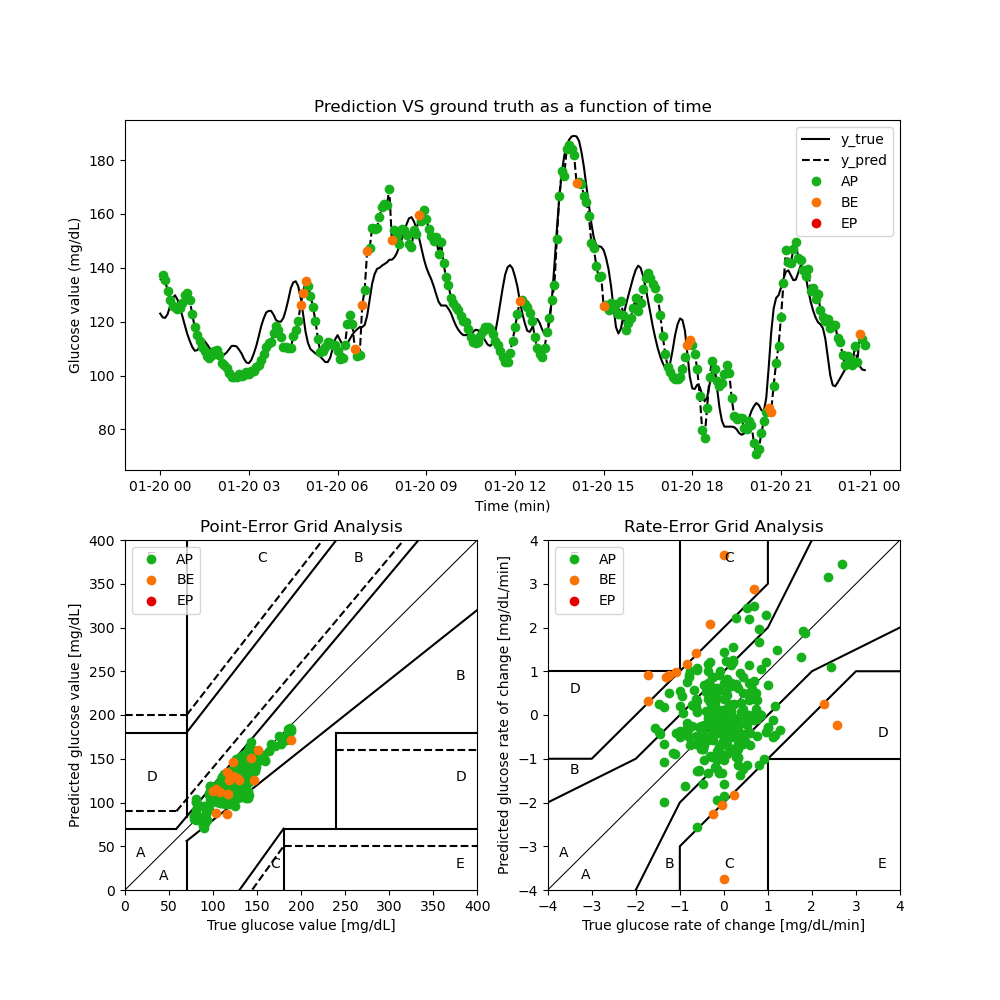 Prediction VS ground truth as a function of time
Glucose value (mg/dL)
180
160
140
120
100
80
y_true
y_pred
AP
BE
EP
01-20 00 01-20 03 01-20 06 01-20 09 01-20 12 01-20 15 01-20 18 01-20 21 01-21 00
Time (min)
Point-Error Grid Analysis
Predicted glucose value [mg/dL]
400
350
300
250
200
150
100
50
0
AP
BE
EP
C
B
B
D
D
A
A
C
E
0 50 100 150 200 250 300 350 400
True glucose value [mg/dL]
Rate-Error Grid Analysis
Predicted glucose rate of change [mg/dL/min]
4
3
2
1
0
−1
−2
−3
−4
AP
BE
EP
C
D
D
B
A
A
B
C
E
−4 −3 −2 −1 0 1 2 3 4
True glucose rate of change [mg/dL/min]